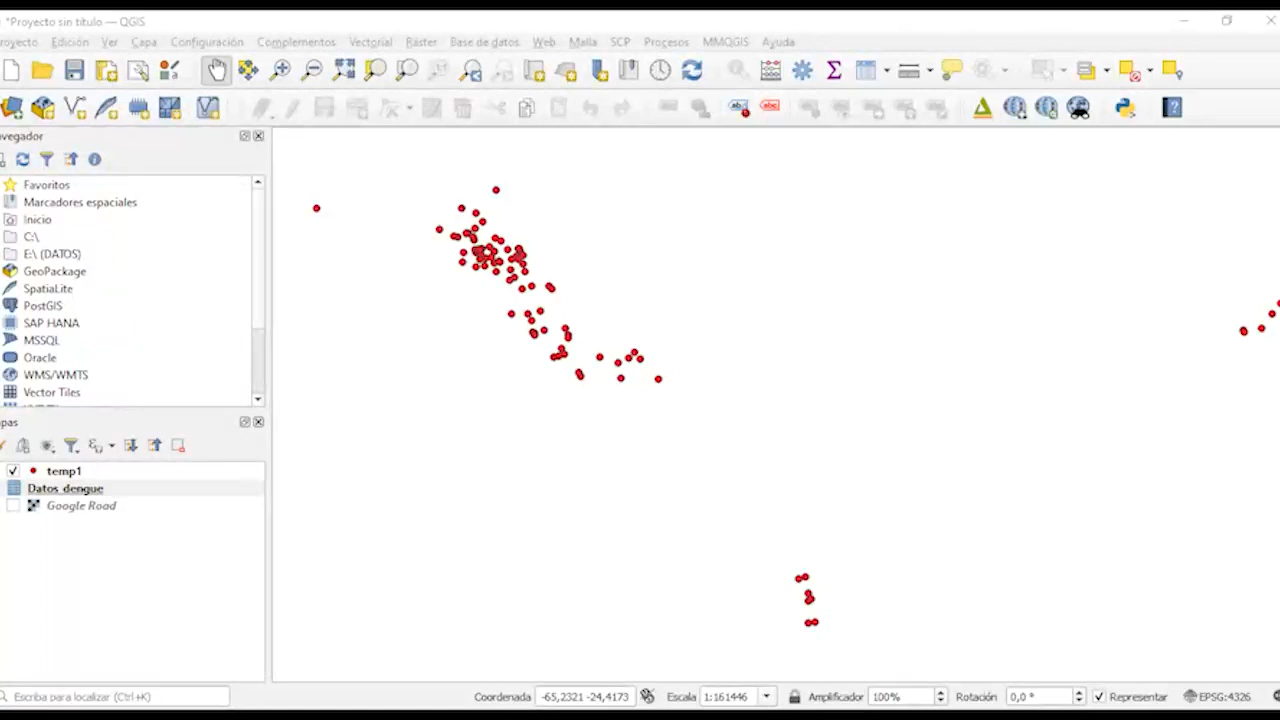 *Proyecto sin título — QGIS
royecto Edición Ver Capa Configuración Complementos Vectorial Ráster Base de datos Web Malla SCP Procesos MMQGIS Ayuda
abc abc
avegador
Favoritos
Marcadores espaciales
Inicio
C:\
E:\ (DATOS)
GeoPackage
SpatiaLite
PostGIS
SAP HANA
MSSQL
Oracle
WMS/WMTS
Vector Tiles
apas
temp1
Datos dengue
Google Road
Escriba para localizar (Ctrl+K) Coordenada -65,2321 -24,4173 Escala 1:161446 Amplificador 100% Rotación 0,0 ° Representar EPSG:4326